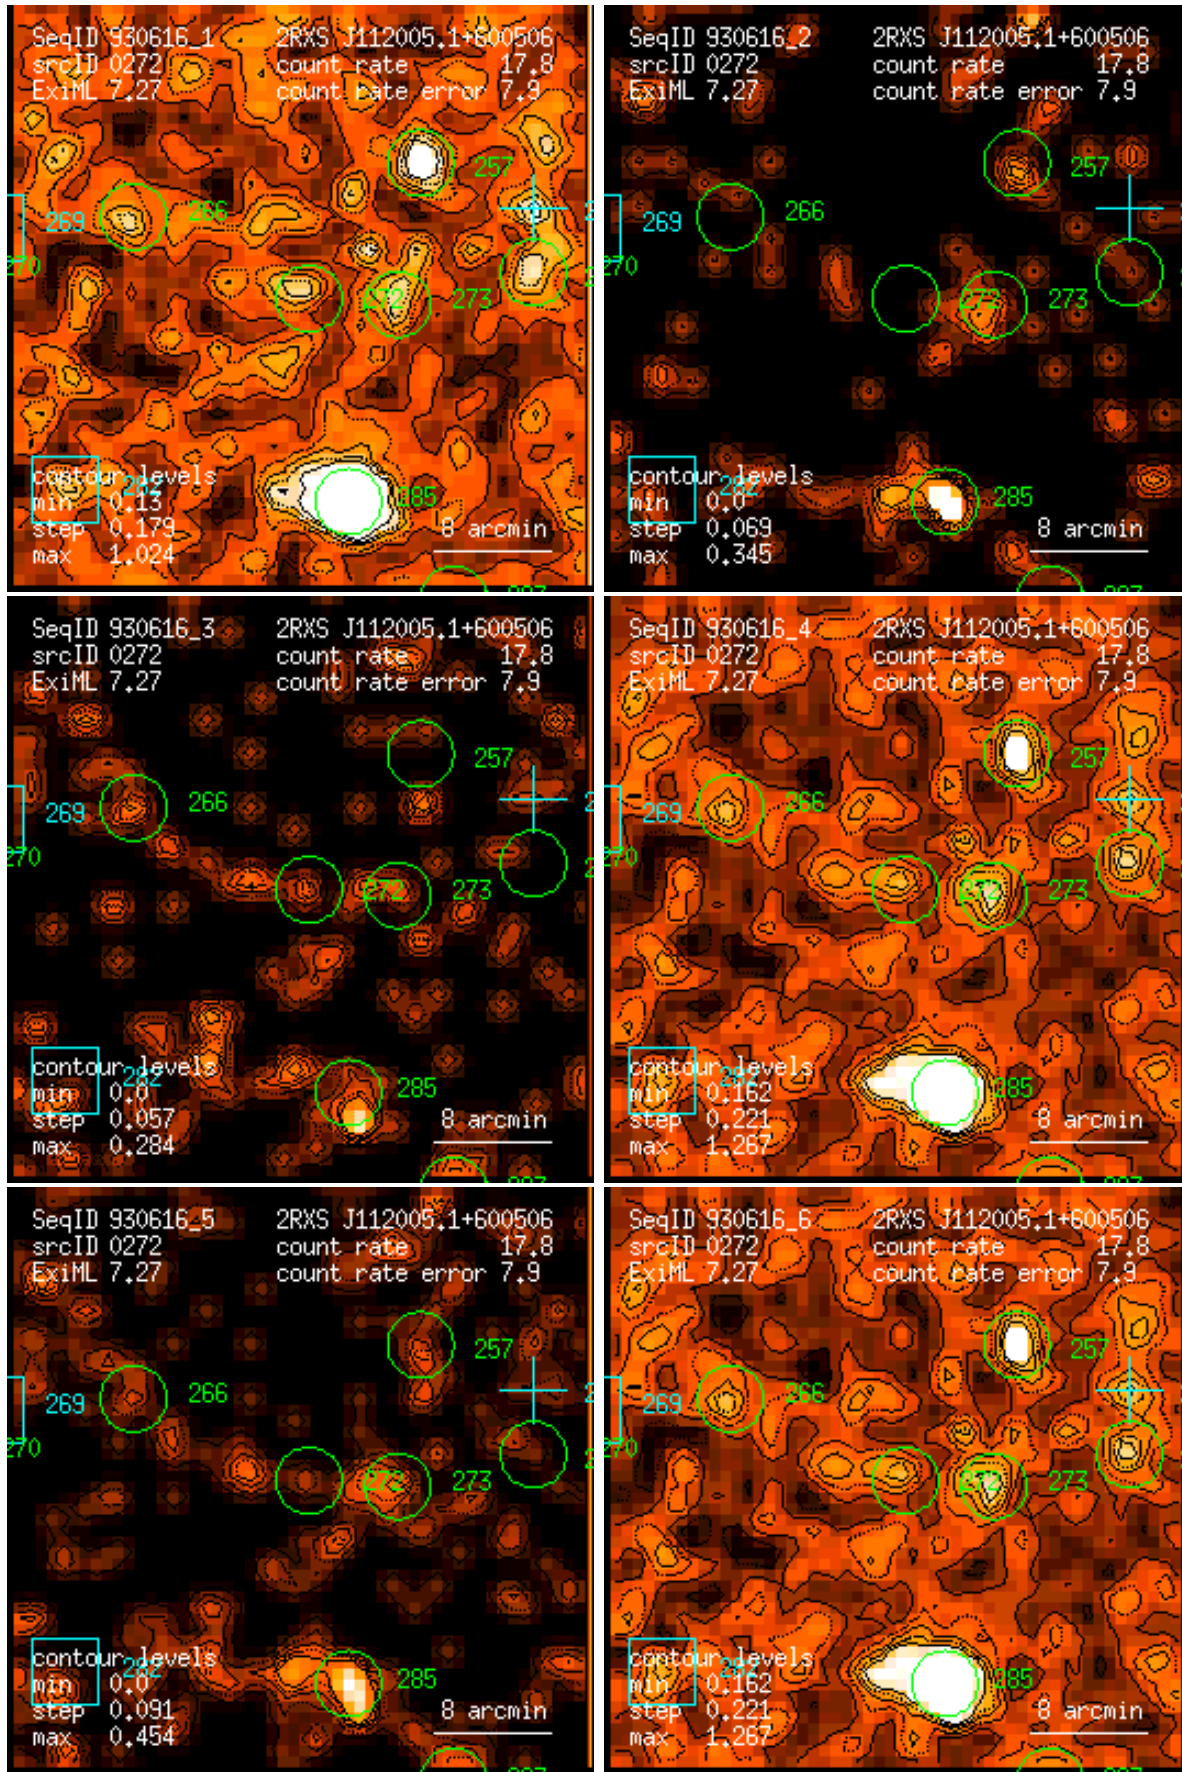 SeqID 930616_1 2RXS J112005.1+600506
srcID 0272 count rate 17.8
ExiML 7.27 count rate error 7.9
257
269 266
270
272 273
contour levels
282
min 0.13 285
step 0.179 8 arcmin
max 1.024
SeqID 930616_2 2RXS J112005.1+600506
srcID 0272 count rate 17.8
ExiML 7.27 count rate error 7.9
257
269 266
270
272 273
contour levels
282
min 0.0 285
step 0.069 8 arcmin
max 0.345
SeqID 930616_3 2RXS J112005.1+600506
srcID 0272 count rate 17.8
ExiML 7.27 count rate error 7.9
257
269 266
270
272 273
contour levels
282
min 0.0 285
step 0.057 8 arcmin
max 0.284
SeqID 930616_4 2RXS J112005.1+600506
srcID 0272 count rate 17.8
ExiML 7.27 count rate error 7.9
257
269 266
270
272 273
contour levels
282
min 0.162 285
step 0.221 8 arcmin
max 1.267
SeqID 930616_5 2RXS J112005.1+600506
srcID 0272 count rate 17.8
ExiML 7.27 count rate error 7.9
257
269 266
270
272 273
contour levels
282
min 0.0 285
step 0.091 8 arcmin
max 0.454
SeqID 930616_6 2RXS J112005.1+600506
srcID 0272 count rate 17.8
ExiML 7.27 count rate error 7.9
257
269 266
270
272 273
contour levels
282
min 0.162 285
step 0.221 8 arcmin
max 1.267